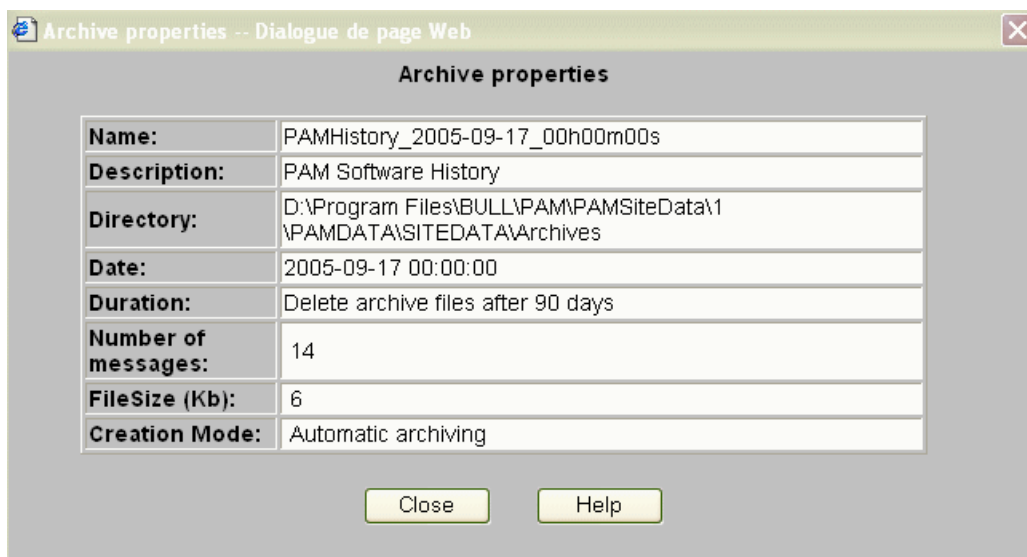 Archive properties -- Dialogue de page Web
Archive properties
Name: PAMHistory_2005-09-17_00h00m00s
Description: PAM Software History
Directory: D:\Program Files\BULL\PAM\PAMSiteData\1
\PAMDATA\SITEDATA\Archives
Date: 2005-09-17 00:00:00
Duration: Delete archive files after 90 days
Number of
messages: 14
FileSize (Kb): 6
Creation Mode: Automatic archiving
Close Help